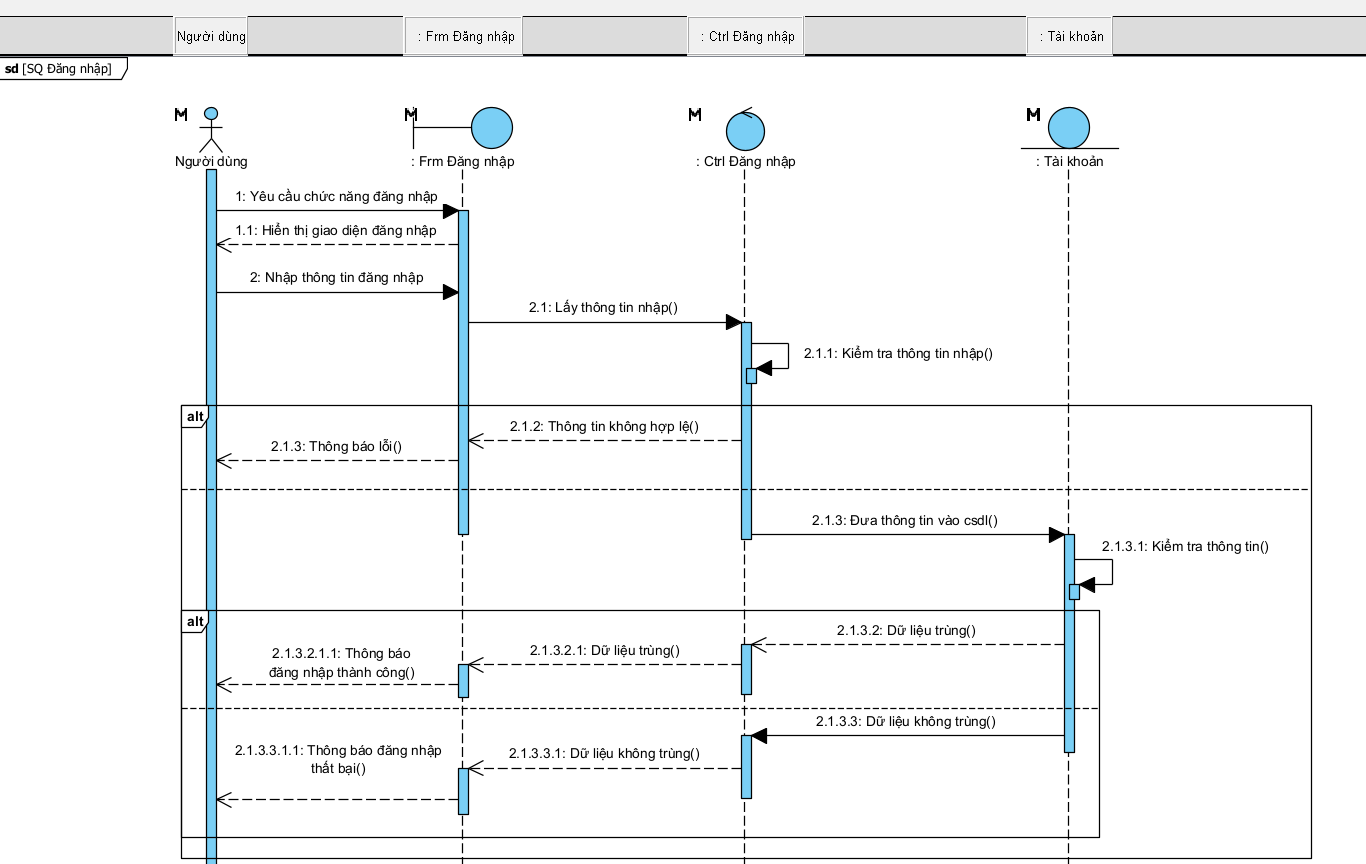 Người dùng
: Frm Đăng nhập
: Ctrl Đăng nhập
: Tài khoản
sd [SQ Đăng nhập]
Người dùng
: Frm Đăng nhập
: Ctrl Đăng nhập
: Tài khoản
1: Yêu cầu chức năng đăng nhập
1.1: Hiển thị giao diện đăng nhập
2: Nhập thông tin đăng nhập
2.1: Lấy thông tin nhập()
2.1.1: Kiểm tra thông tin nhập()
alt
2.1.2: Thông tin không hợp lệ()
2.1.3: Thông báo lỗi()
2.1.3: Đưa thông tin vào csdl()
2.1.3.1: Kiểm tra thông tin()
alt
2.1.3.2: Dữ liệu trùng()
2.1.3.2.1: Dữ liệu trùng()
2.1.3.2.1.1: Thông báo
đăng nhập thành công()
2.1.3.3: Dữ liệu không trùng()
2.1.3.3.1: Dữ liệu không trùng()
2.1.3.3.1.1: Thông báo đăng nhập
thất bại()